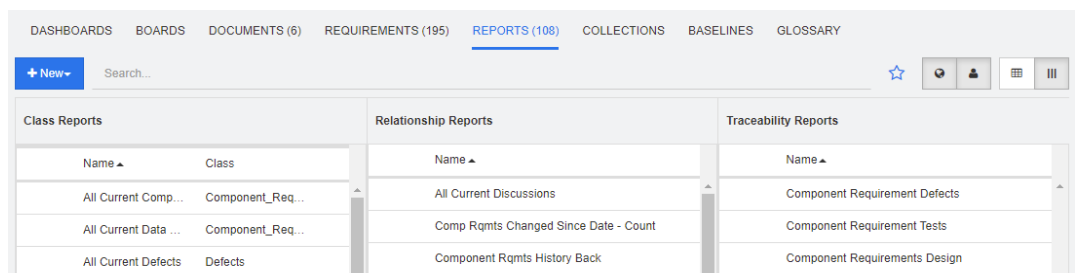 DASHBOARDS BOARDS DOCUMENTS (6) REQUIREMENTS (195) REPORTS (108) COLLECTIONS BASELINES GLOSSARY
+ New Search...
Class Reports Relationship Reports Traceability Reports
Name Class Name Name
All Current Comp... Component_Req... All Current Discussions Component Requirement Defects
All Current Data ... Component_Req... Comp Rqmts Changed Since Date - Count Component Requirement Tests
All Current Defects Defects Component Rqmts History Back Component Requirements Design